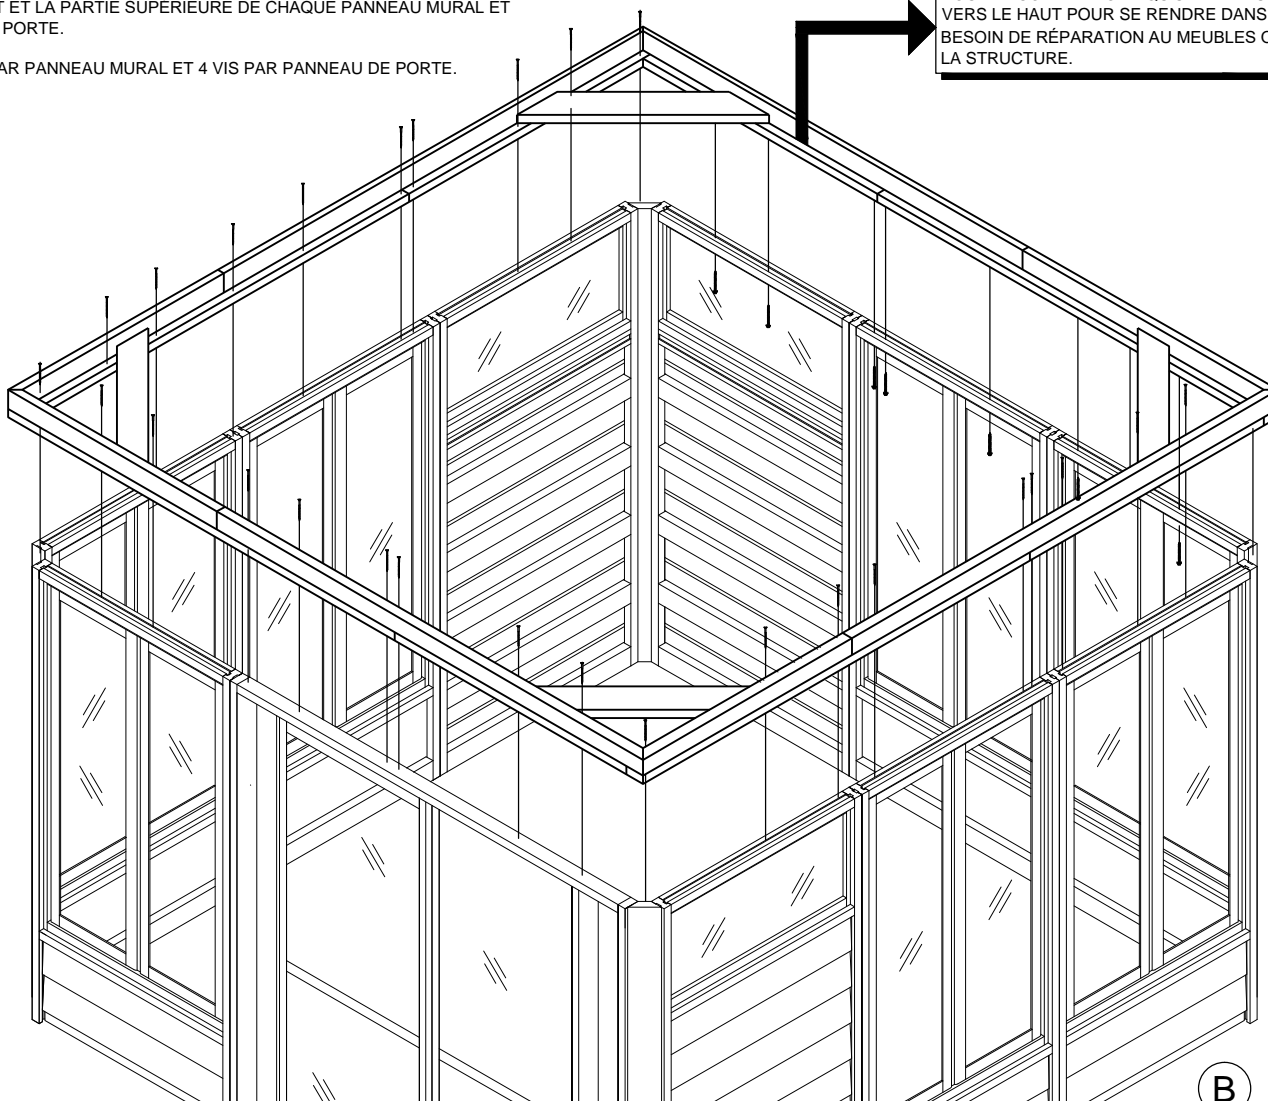 ET LA PARTIE SUPÉRIEURE DE CHAQUE PANNEAU MURAL ET
PORTE.
PANNEAU MURAL ET 4 VIS PAR PANNEAU DE PORTE.
VERS LE HAUT POUR SE RENDRE DANS
BESOIN DE RÉPARATION AU MEUBLES
LA STRUCTURE.
B